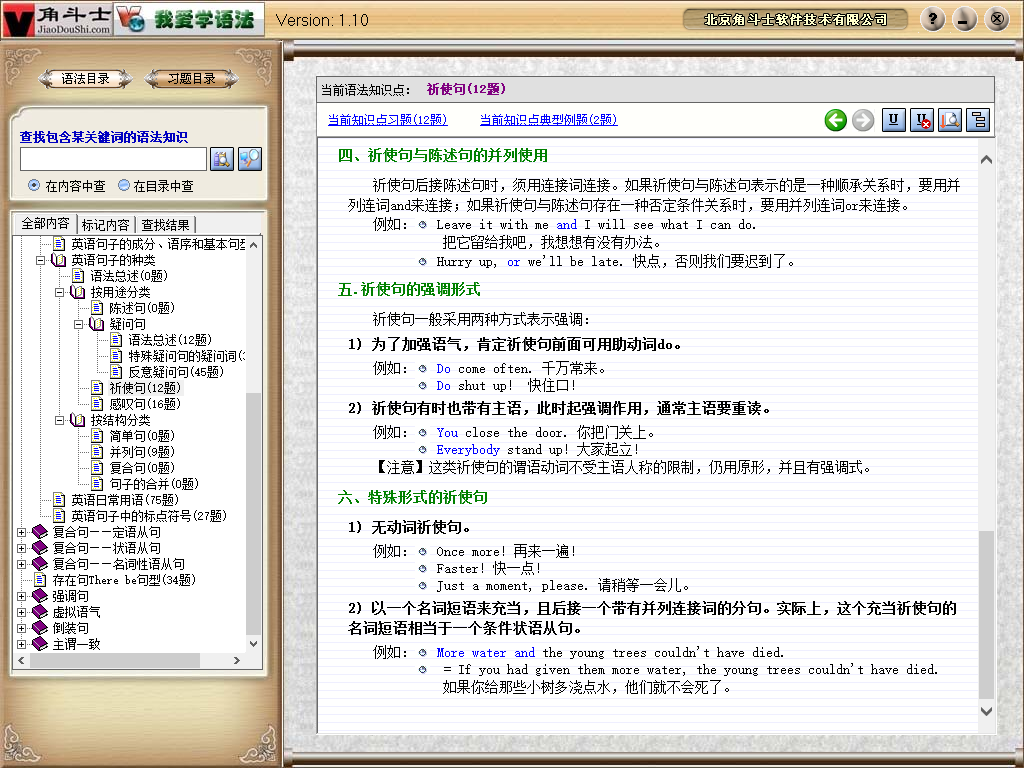 角斗士
JiaoDouShi.com
我爱学语法
Version: 1.10
北京角斗士软件技术有限公司
语法目录
习题目录
查找包含某关键词的语法知识
在内容中查
在目录中查
全部内容
标记内容
查找结果
英语句子的成分、语序和基本句型
英语句子的种类
语法总述(0题)
按用途分类
陈述句(0题)
疑问句
语法总述(12题)
特殊疑问句的疑问词(
反意疑问句(45题)
祈使句(12题)
感叹句(16题)
按结构分类
简单句(0题)
并列句(9题)
复合句(0题)
句子的合并(0题)
英语日常用语(75题)
英语句子中的标点符号(27题)
复合句——定语从句
复合句——状语从句
复合句——名词性语从句
存在句There be句型(34题)
强调句
虚拟语气
倒装句
主谓一致
当前语法知识点： 祈使句(12题)
当前知识点习题(12题)
当前知识点典型例题(2题)
四、祈使句与陈述句的并列使用
祈使句后接陈述句时，须用连接词连接。如果祈使句与陈述句表示的是一种顺承关系时，要用并
列连词and来连接；如果祈使句与陈述句存在一种否定条件关系时，要用并列连词or来连接。
例如： Leave it with me and I will see what I can do.
把它留给我吧，我想想有没有办法。
Hurry up, or we'll be late. 快点，否则我们要迟到了。
五.祈使句的强调形式
祈使句一般采用两种方式表示强调：
1) 为了加强语气，肯定祈使句前面可用助动词do。
例如： Do come often. 千万常来。
Do shut up! 快住口!
2) 祈使句有时也带有主语，此时起强调作用，通常主语要重读。
例如： You close the door. 你把门关上。
Everybody stand up! 大家起立!
【注意】这类祈使句的谓语动词不受主语人称的限制，仍用原形，并且有强调式。
六、特殊形式的祈使句
1) 无动词祈使句。
例如： Once more! 再来一遍!
Faster! 快一点!
Just a moment, please. 请稍等一会儿。
2) 以一个名词短语来充当，且后接一个带有并列连接词的分句。实际上，这个充当祈使句的
名词短语相当于一个条件状语从句。
例如： More water and the young trees couldn't have died.
= If you had given them more water, the young trees couldn't have died.
如果你给那些小树多浇点水，他们就不会死了。